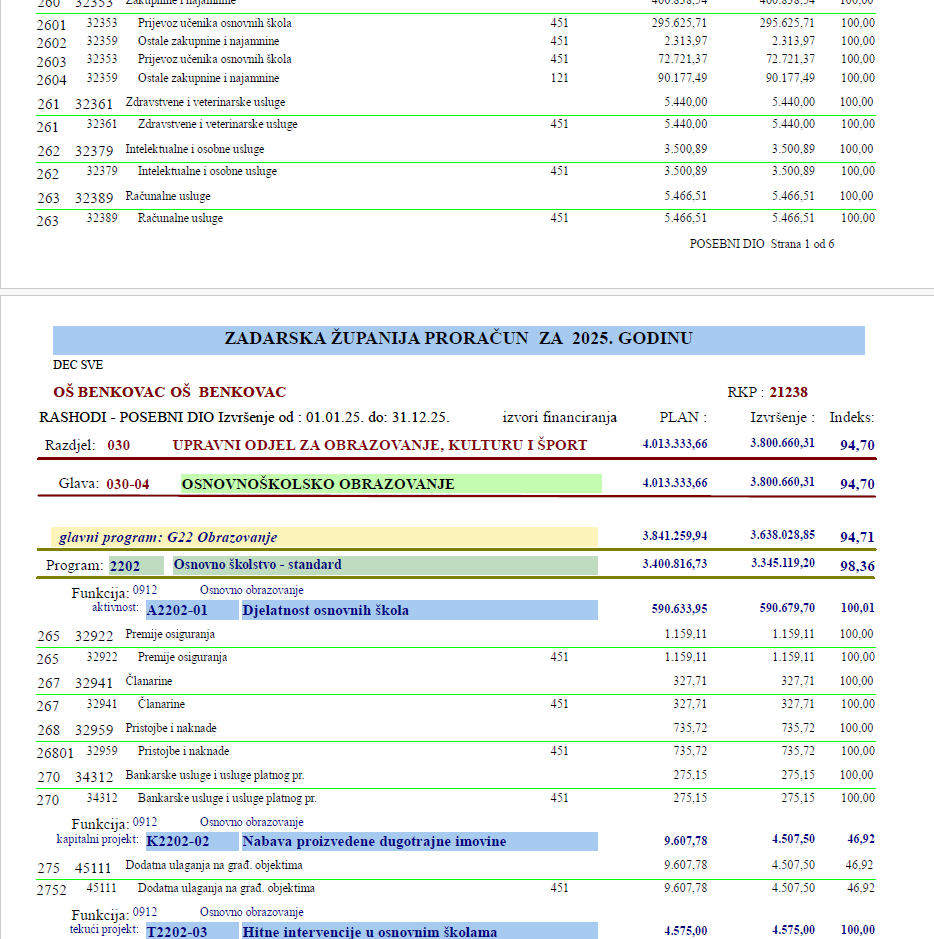 260 32353 Zakupnine i najamnine 400.838,54 400.838,54 100,00
2601 32353 Prijevoz učenika osnovnih škola 451 295.625,71 295.625,71 100,00
2602 32359 Ostale zakupnine i najamnine 451 2.313,97 2.313,97 100,00
2603 32353 Prijevoz učenika osnovnih škola 451 72.721,37 72.721,37 100,00
2604 32359 Ostale zakupnine i najamnine 121 90.177,49 90.177,49 100,00
261 32361 Zdravstvene i veterinarske usluge 5.440,00 5.440,00 100,00
261 32361 Zdravstvene i veterinarske usluge 451 5.440,00 5.440,00 100,00
262 32379 Intelektualne i osobne usluge 3.500,89 3.500,89 100,00
262 32379 Intelektualne i osobne usluge 451 3.500,89 3.500,89 100,00
263 32389 Računalne usluge 5.466,51 5.466,51 100,00
263 32389 Računalne usluge 451 5.466,51 5.466,51 100,00
POSEBNI DIO Strana 1 od 6
ZADARSKA ŽUPANIJA PRORAČUN ZA 2025. GODINU
DEC SVE
OŠ BENKOVAC OŠ BENKOVAC RKP : 21238
RASHODI - POSEBNI DIO Izvršenje od : 01.01.25. do: 31.12.25. izvori financiranja PLAN : Izvršenje : Indeks:
Razdjel: 030 UPRAVNI ODJEL ZA OBRAZOVANJE, KULTURU I ŠPORT 4.013.333,66 3.800.660,31 94,70
Glava: 030-04 OSNOVNOŠKOLSKO OBRAZOVANJE 4.013.333,66 3.800.660,31 94,70
glavni program: G22 Obrazovanje 3.841.259,94 3.638.028,85 94,71
Program: 2202 Osnovno školstvo - standard 3.400.816,73 3.345.119,20 98,36
Funkcija: 0912 Osnovno obrazovanje
aktivnost: A2202-01 Djelatnost osnovnih škola 590.633,95 590.679,70 100,01
265 32922 Premije osiguranja 1.159,11 1.159,11 100,00
265 32922 Premije osiguranja 451 1.159,11 1.159,11 100,00
267 32941 Članarine 327,71 327,71 100,00
267 32941 Članarine 451 327,71 327,71 100,00
268 32959 Pristojbe i naknade 735,72 735,72 100,00
26801 32959 Pristojbe i naknade 451 735,72 735,72 100,00
270 34312 Bankarske usluge i usluge platnog pr. 275,15 275,15 100,00
270 34312 Bankarske usluge i usluge platnog pr. 451 275,15 275,15 100,00
Funkcija: 0912 Osnovno obrazovanje
kapitalni projekt: K2202-02 Nabava proizvedene dugotrajne imovine 9.607,78 4.507,50 46,92
275 45111 Dodatna ulaganja na građ. objektima 9.607,78 4.507,50 46,92
2752 45111 Dodatna ulaganja na građ. objektima 451 9.607,78 4.507,50 46,92
Funkcija: 0912 Osnovno obrazovanje
tekući projekt: T2202-03 Hitne intervencije u osnovnim školama 4.575,00 4.575,00 100,00